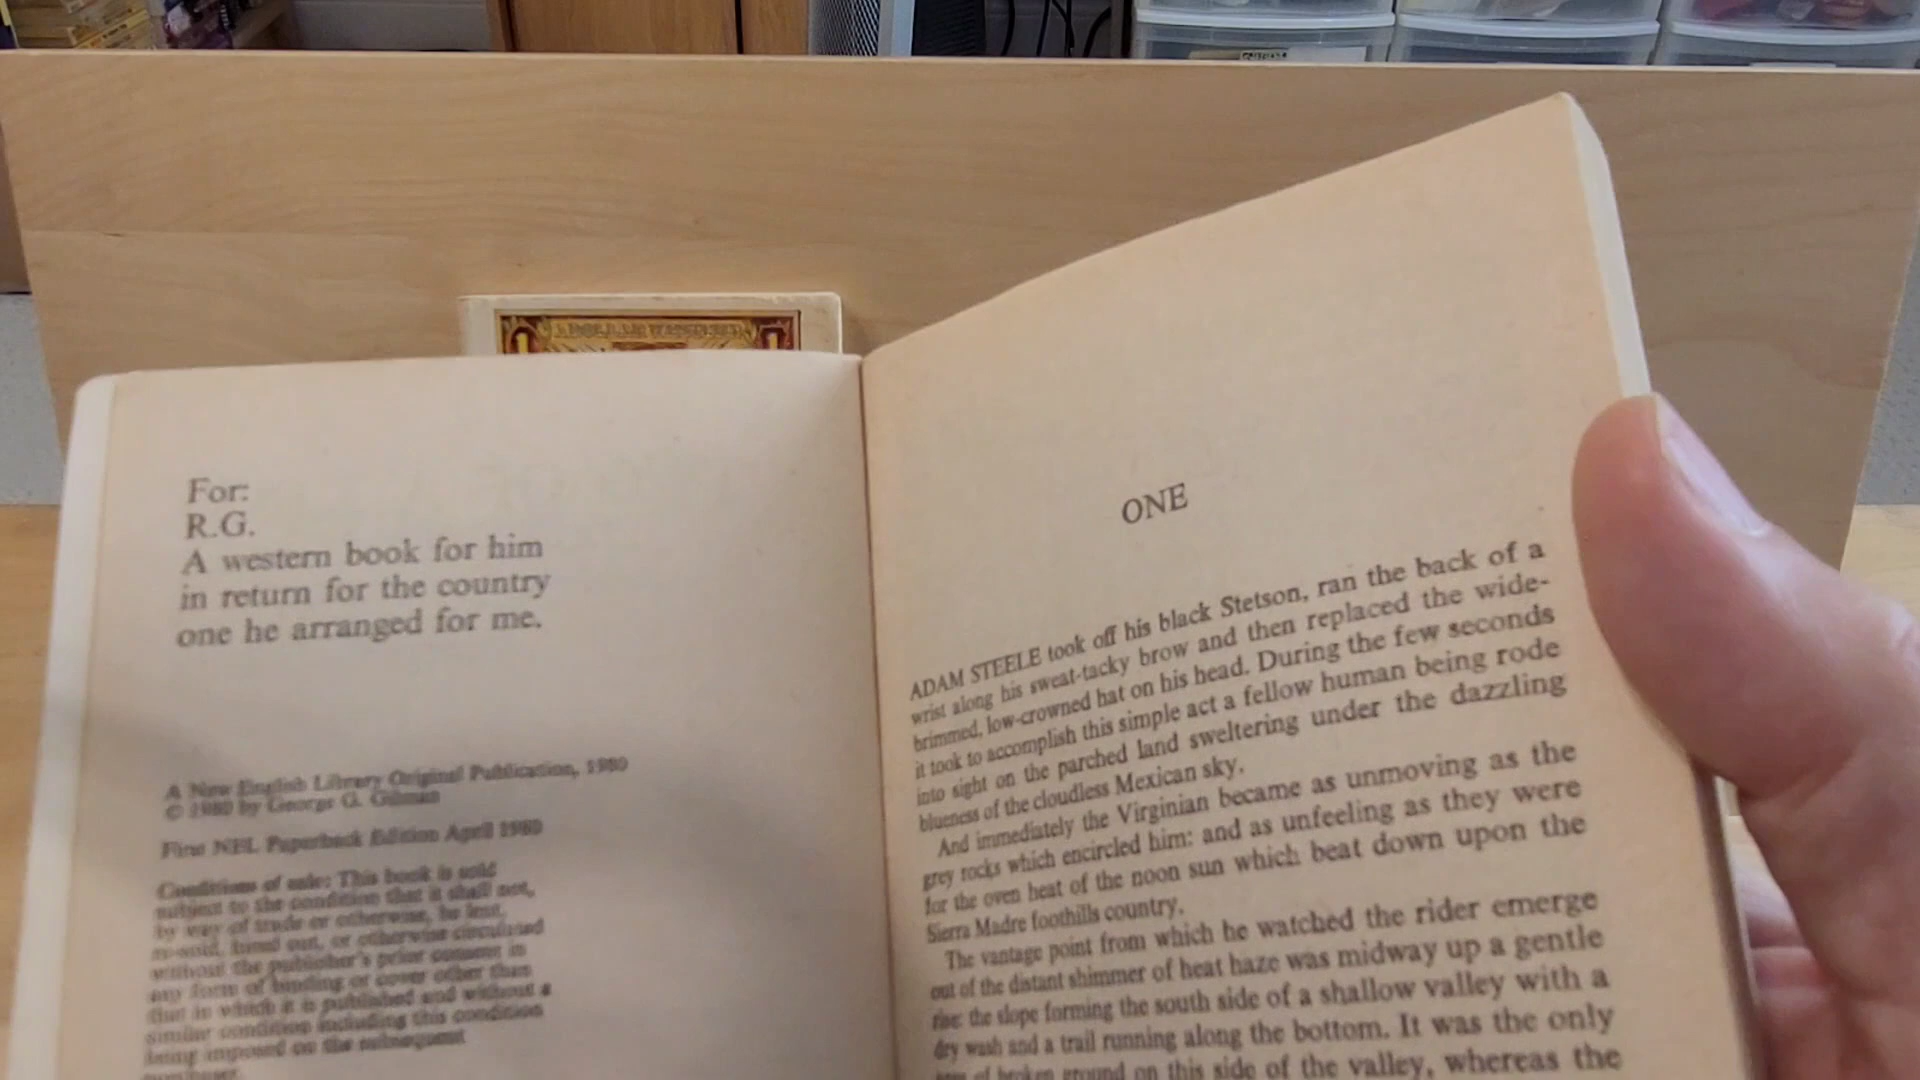 For:
R.G.
A western book for him
in return for the country
one he arranged for me.
A New English Library Original Publication, 1980
© 1980 by George G. Gilman
First NEL Paperback Edition April 1980
Conditions of sale: This book is sold
subject to the condition that it shall not,
by way of trade or otherwise, be lent,
re-sold, hired out, or otherwise circulated
without the publisher's prior consent in
any form of binding or cover other than
that in which it is published and without a
similar condition including this condition
being imposed on the subsequent
purchaser.
ONE
ADAM STEELE took off his black Stetson, ran the back of a
wrist along his sweat-tacky brow and then replaced the wide-
brimmed, low-crowned hat on his head. During the few seconds
it took to accomplish this simple act a fellow human being rode
into sight on the parched land sweltering under the dazzling
blueness of the cloudless Mexican sky.
And immediately the Virginian became as unmoving as the
grey rocks which encircled him: and as unfeeling as they were
for the oven heat of the noon sun which beat down upon the
Sierra Madre foothills country.
The vantage point from which he watched the rider emerge
out of the distant shimmer of heat haze was midway up a gentle
rise: the slope forming the south side of a shallow valley with a
dry wash and a trail running along the bottom. It was the only
area of broken ground on this side of the valley, whereas the